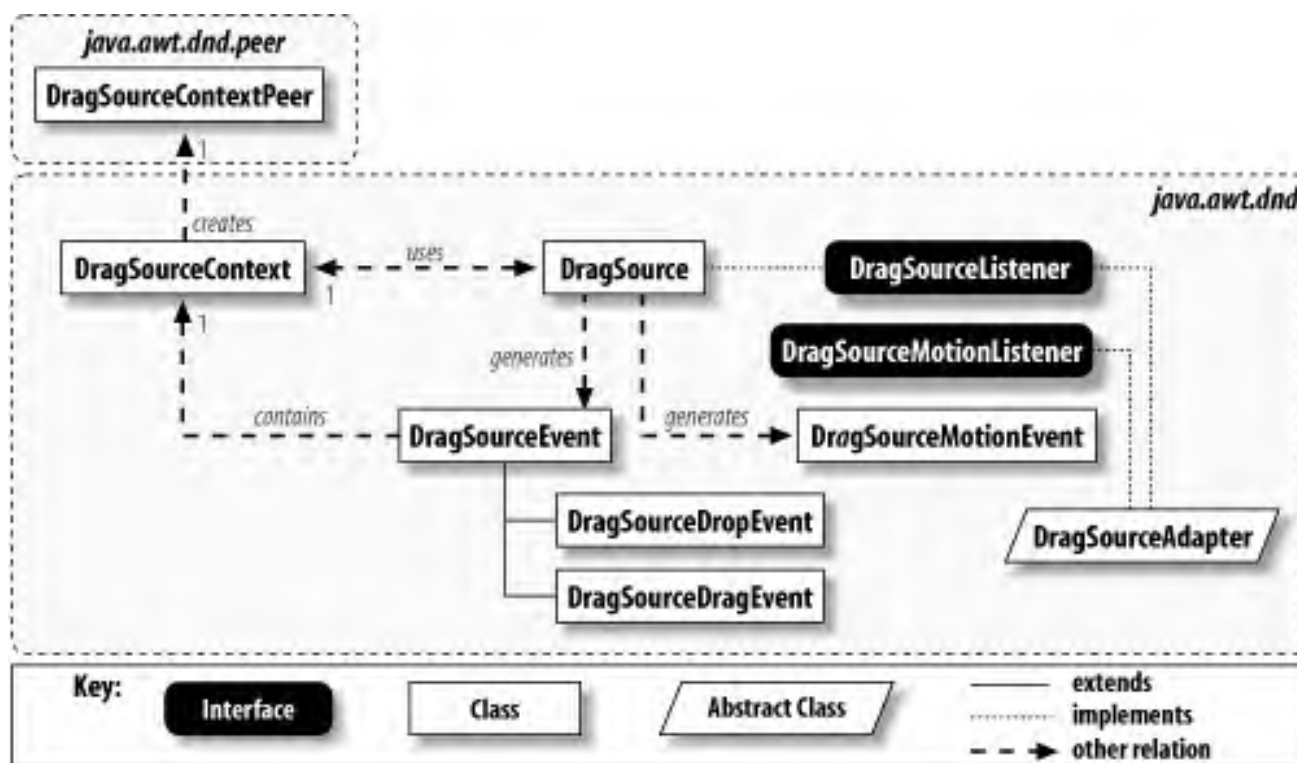 java.awt.dnd.peer
DragSourceContextPeer
1
java.awt.dnd
creates
DragSourceContext
uses
1
DragSource
DragSourceListener
1
DragSourceMotionListener
generates
contains
DragSourceEvent
generates
DragSourceMotionEvent
DragSourceDropEvent
DragSourceAdapter
DragSourceDragEvent
Key:
Interface
Class
Abstract Class
extends
implements
other relation